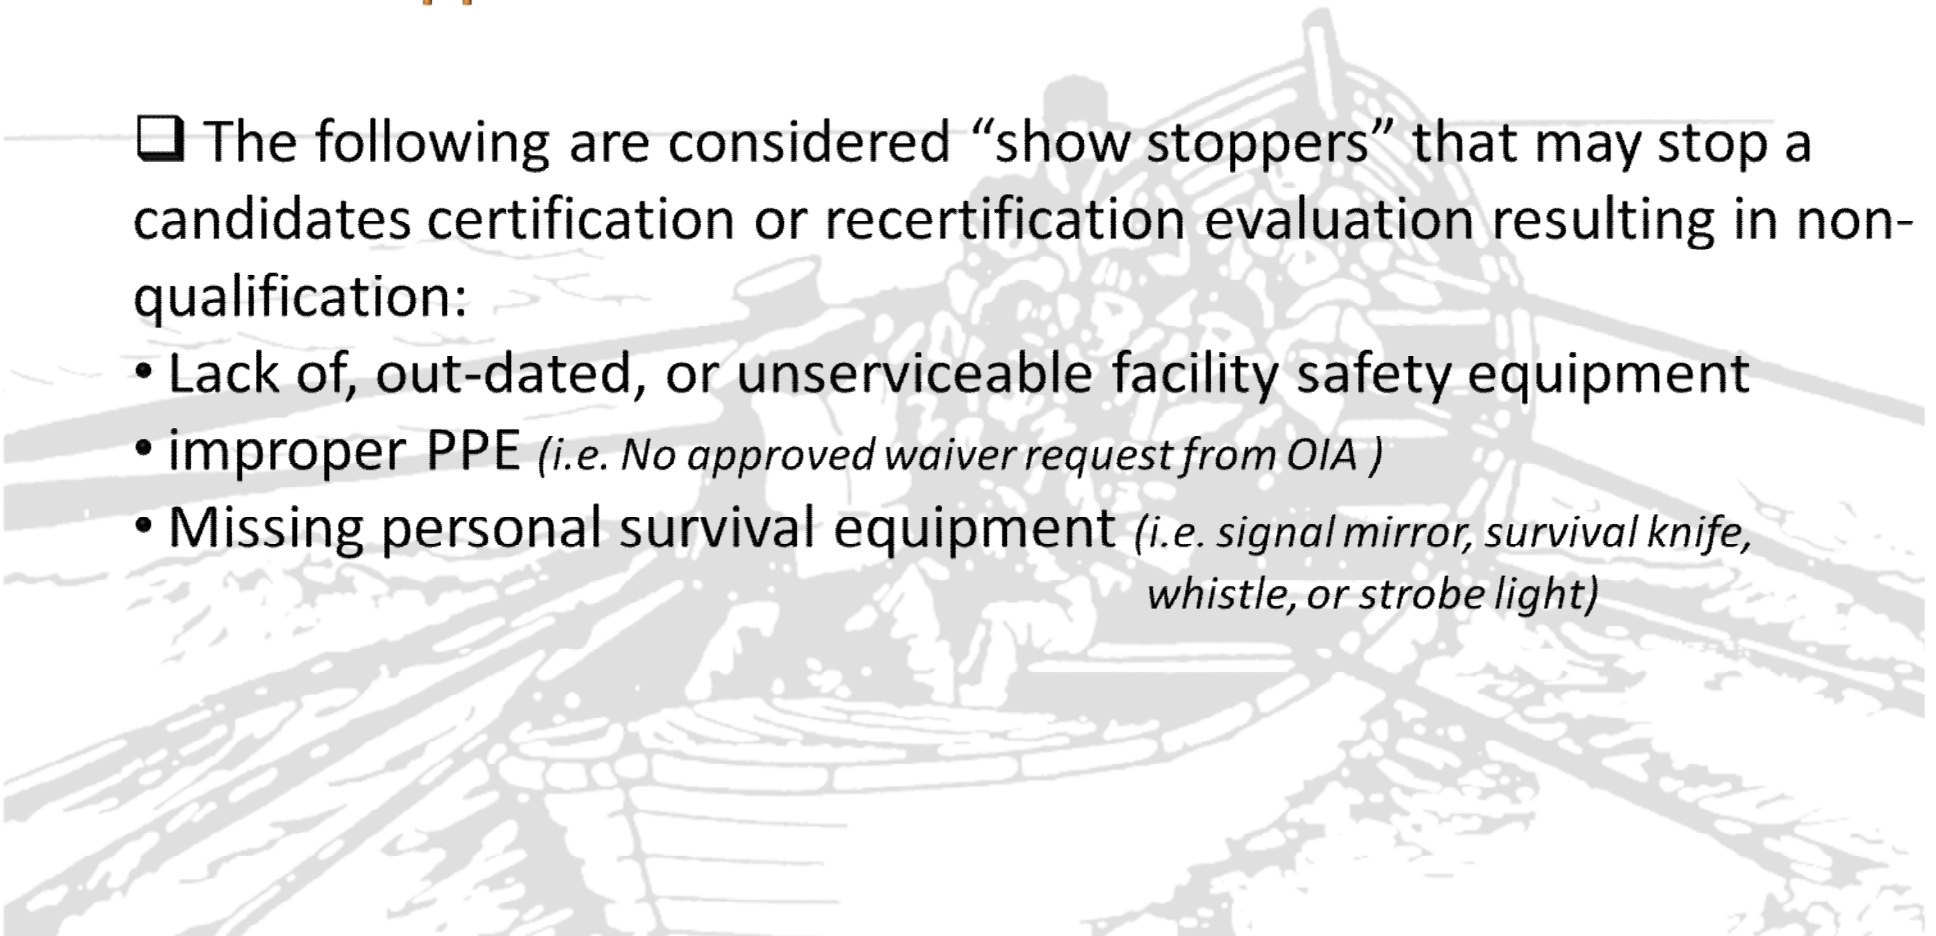 ❑ The following are considered “show stoppers” that may stop a
candidates certification or recertification evaluation resulting in non-
qualification:
• Lack of, out-dated, or unserviceable facility safety equipment
• improper PPE (i.e. No approved waiver request from OIA )
• Missing personal survival equipment (i.e. signal mirror, survival knife,
whistle, or strobe light)